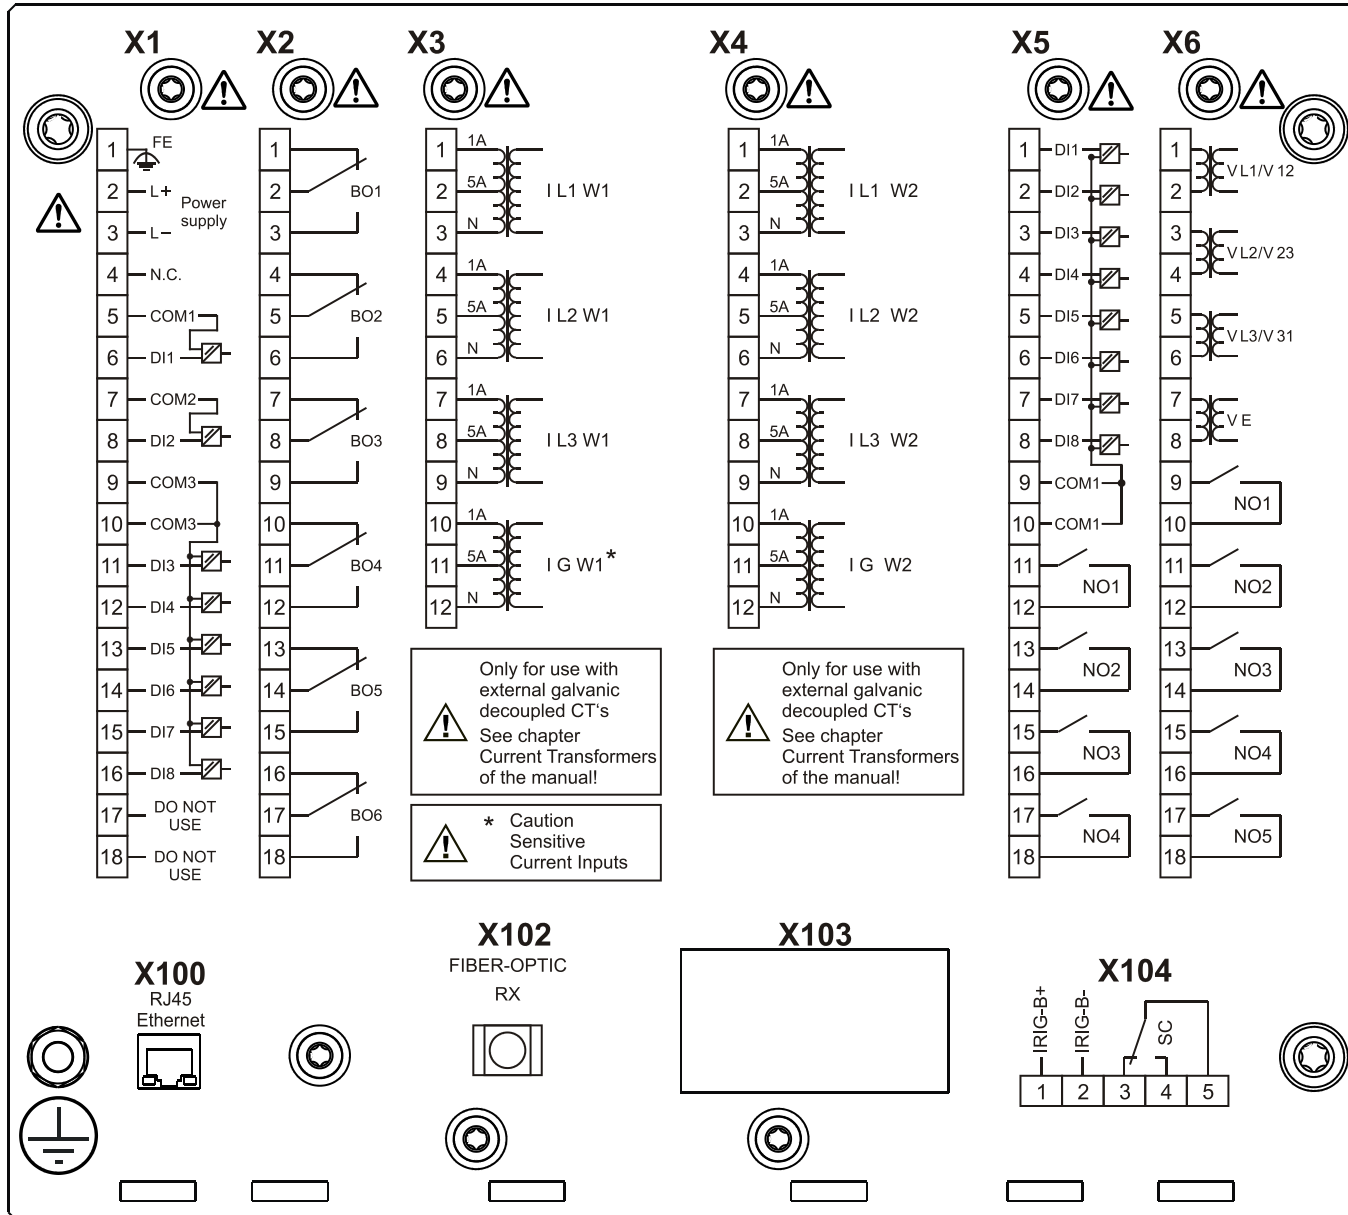 X1
X2
X3
X4
X5
X6
1
FE
2
L+
Power
supply
3
L−
4
N.C.
5
COM1
6
DI1
7
COM2
8
DI2
9
COM3
10
COM3
11
DI3
12
DI4
13
DI5
14
DI6
15
DI7
16
DI8
17
DO NOT
USE
18
DO NOT
USE
1
2
BO1
3
4
5
BO2
6
7
8
BO3
9
10
11
BO4
12
13
14
BO5
15
16
17
BO6
18
1
1A
2
5A
I L1 W1
3
N
4
1A
5
5A
I L2 W1
6
N
7
1A
8
5A
I L3 W1
9
N
10
1A
11
5A
I G W1*
12
N
Only for use with
external galvanic
decoupled CT‘s
See chapter
Current Transformers
of the manual!
* Caution
Sensitive
Current Inputs
1
1A
2
5A
I L1 W2
3
N
4
1A
5
5A
I L2 W2
6
N
7
1A
8
5A
I L3 W2
9
N
10
1A
11
5A
I G W2
12
N
Only for use with
external galvanic
decoupled CT‘s
See chapter
Current Transformers
of the manual!
1
DI1
2
DI2
3
DI3
4
DI4
5
DI5
6
DI6
7
DI7
8
DI8
9
COM1
10
COM1
11
NO1
12
13
NO2
14
15
NO3
16
17
NO4
18
1
V L1/V 12
2
3
V L2/V 23
4
5
V L3/V 31
6
7
V E
8
9
NO1
10
11
NO2
12
13
NO3
14
15
NO4
16
17
NO5
18
X100
RJ45
Ethernet
X102
FIBER-OPTIC
RX
X103
X104
IRIG-B+
IRIG-B-
SC
1 2 3 4 5